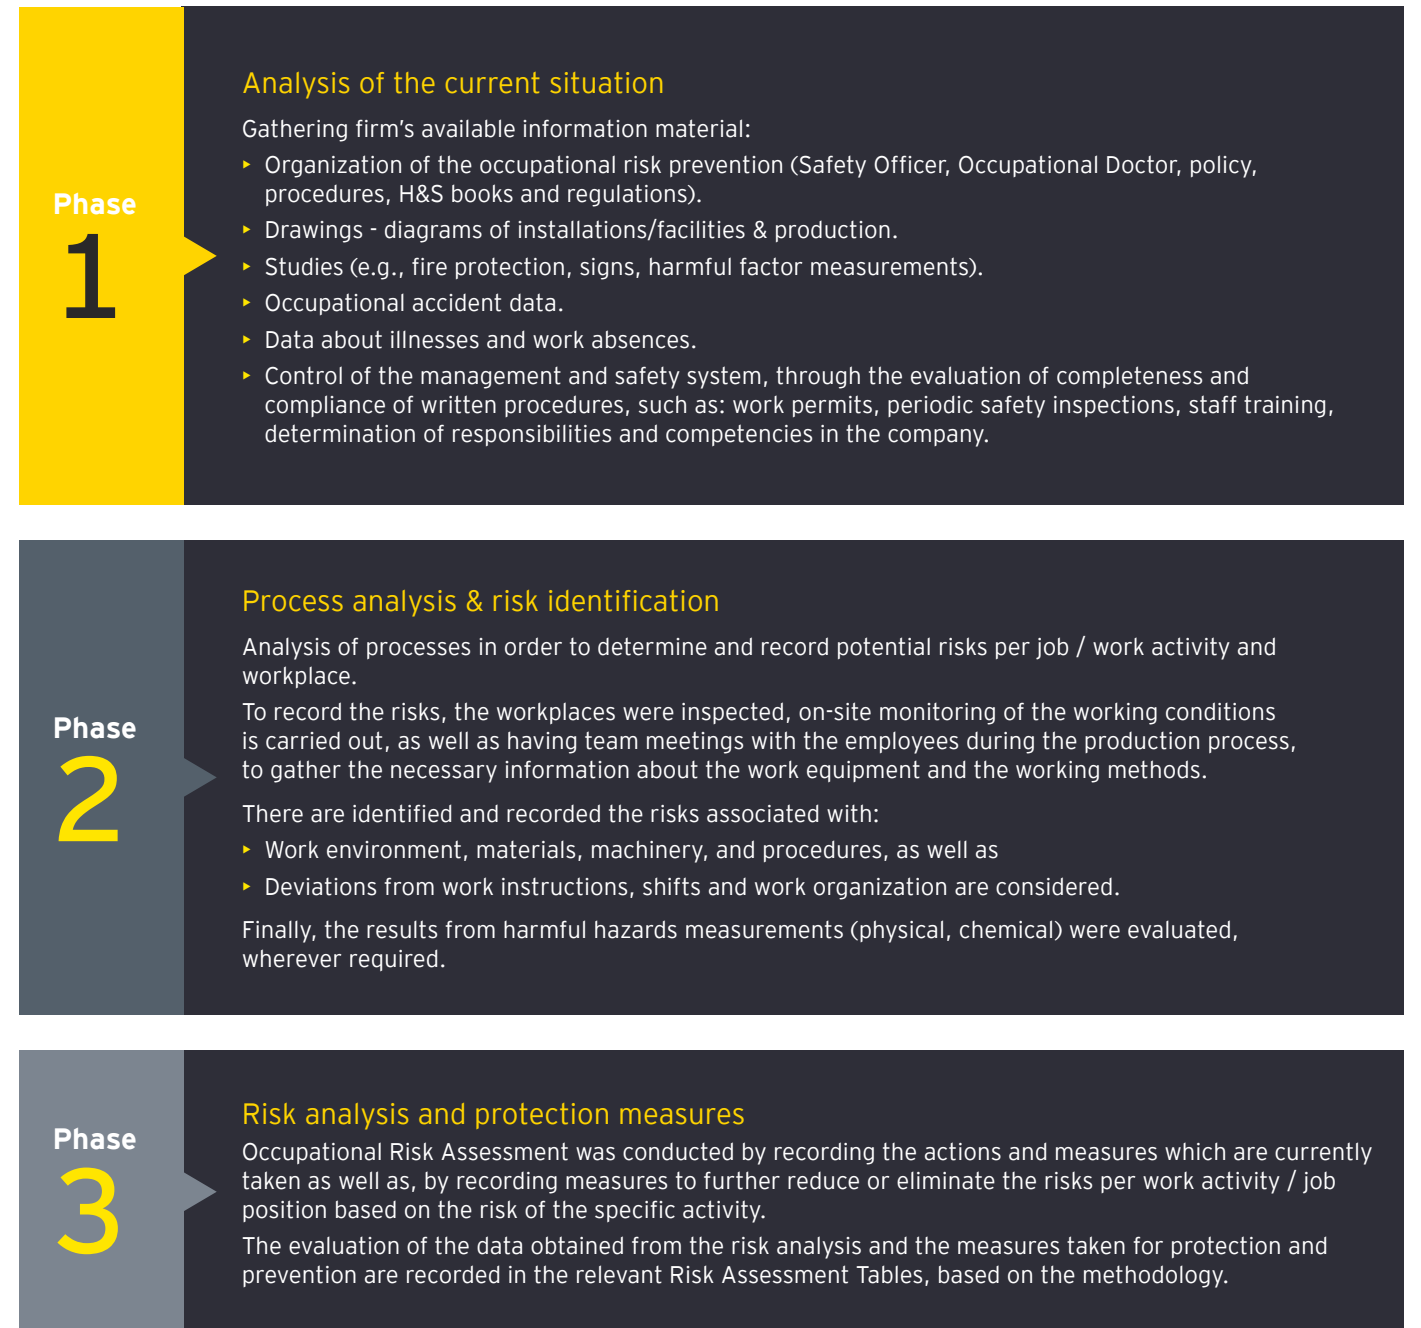 Phase
1
Analysis of the current situation
Gathering firm's available information material:
‣ Organization of the occupational risk prevention (Safety Officer, Occupational Doctor, policy,
procedures, H&S books and regulations).
‣ Drawings - diagrams of installations/facilities & production.
‣ Studies (e.g., fire protection, signs, harmful factor measurements).
‣ Occupational accident data.
‣ Data about illnesses and work absences.
‣ Control of the management and safety system, through the evaluation of completeness and
compliance of written procedures, such as: work permits, periodic safety inspections, staff training,
determination of responsibilities and competencies in the company.
Phase
2
Process analysis & risk identification
Analysis of processes in order to determine and record potential risks per job / work activity and
workplace.
To record the risks, the workplaces were inspected, on-site monitoring of the working conditions
is carried out, as well as having team meetings with the employees during the production process,
to gather the necessary information about the work equipment and the working methods.
There are identified and recorded the risks associated with:
‣ Work environment, materials, machinery, and procedures, as well as
‣ Deviations from work instructions, shifts and work organization are considered.
Finally, the results from harmful hazards measurements (physical, chemical) were evaluated,
wherever required.
Phase
3
Risk analysis and protection measures
Occupational Risk Assessment was conducted by recording the actions and measures which are currently
taken as well as, by recording measures to further reduce or eliminate the risks per work activity / job
position based on the risk of the specific activity.
The evaluation of the data obtained from the risk analysis and the measures taken for protection and
prevention are recorded in the relevant Risk Assessment Tables, based on the methodology.